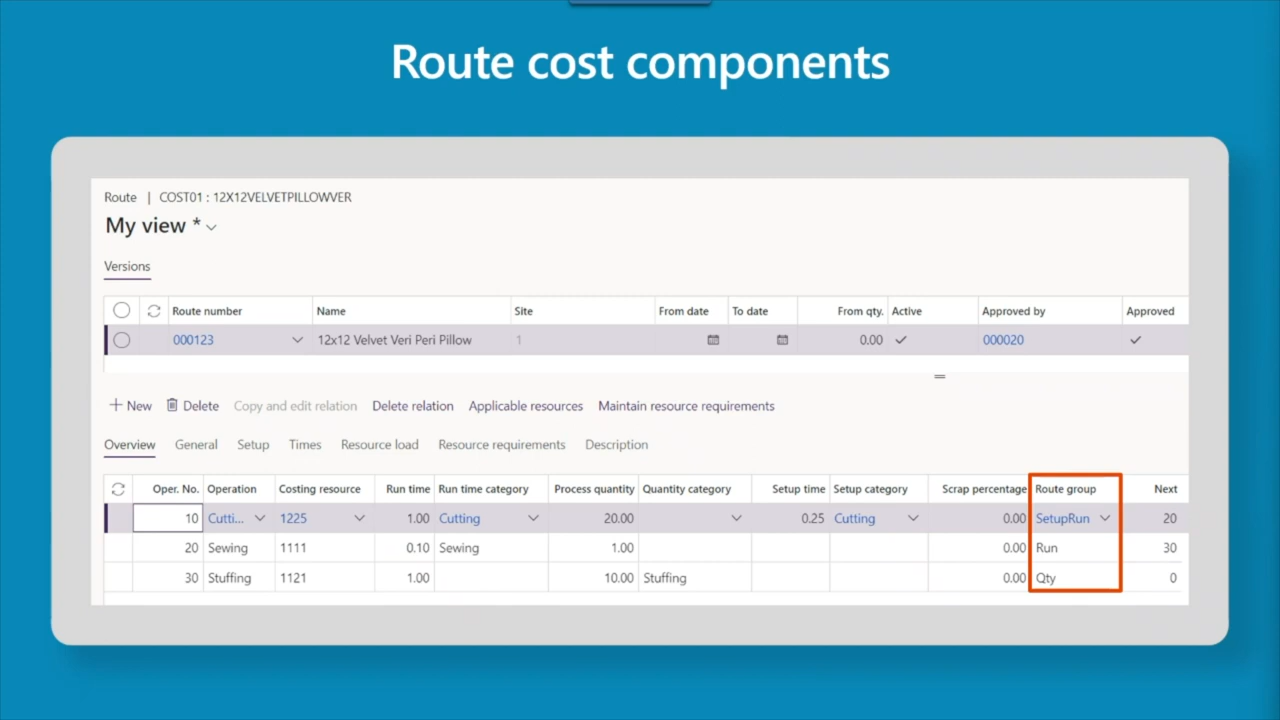 Route cost components
Route | COST01 : 12X12VELVETPILLOWVER
My view *
Versions
Route number Name Site From date To date From qty. Active Approved by Approved
000123 12x12 Velvet Veri Peri Pillow 1 0.00 000020
New Delete Copy and edit relation Delete relation Applicable resources Maintain resource requirements
Overview General Setup Times Resource load Resource requirements Description
Oper. No. Operation Costing resource Run time Run time category Process quantity Quantity category Setup time Setup category Scrap percentage Route group Next
10 Cutti... 1225 1.00 Cutting 20.00 0.25 Cutting 0.00 SetupRun 20
20 Sewing 1111 0.10 Sewing 1.00 0.00 Run 30
30 Stuffing 1121 1.00 10.00 Stuffing 0.00 Qty 0